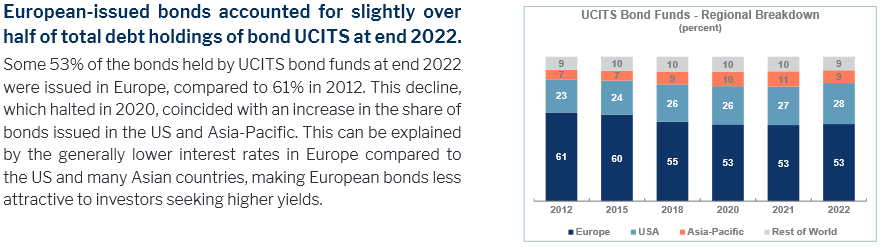 European-issued bonds accounted for slightly over
half of total debt holdings of bond UCITS at end 2022.
Some 53% of the bonds held by UCITS bond funds at end 2022
were issued in Europe, compared to 61% in 2012. This decline,
which halted in 2020, coincided with an increase in the share of
bonds issued in the US and Asia-Pacific. This can be explained
by the generally lower interest rates in Europe compared to
the US and many Asian countries, making European bonds less
attractive to investors seeking higher yields.
UCITS Bond Funds - Regional Breakdown
(percent)
9 10 10 10 10 9
7 7 9 10 11 9
23 24 26 26 27 28
61 60 55 53 53 53
2012 2015 2018 2020 2021 2022
Europe USA Asia-Pacific Rest of World